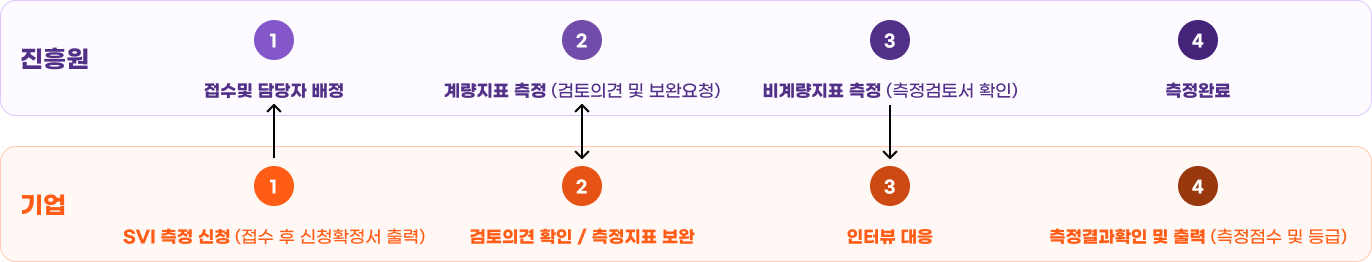 진흥원
1
2
3
4
접수및 담당자 배정
계량지표 측정 (검토의견 및 보완요청)
비계량지표 측정 (측정검토서 확인)
측정완료
기업
1
2
3
4
SVI 측정 신청 (접수 후 신청확정서 출력)
검토의견 확인 / 측정지표 보완
인터뷰 대응
측정결과확인 및 출력 (측정점수 및 등급)